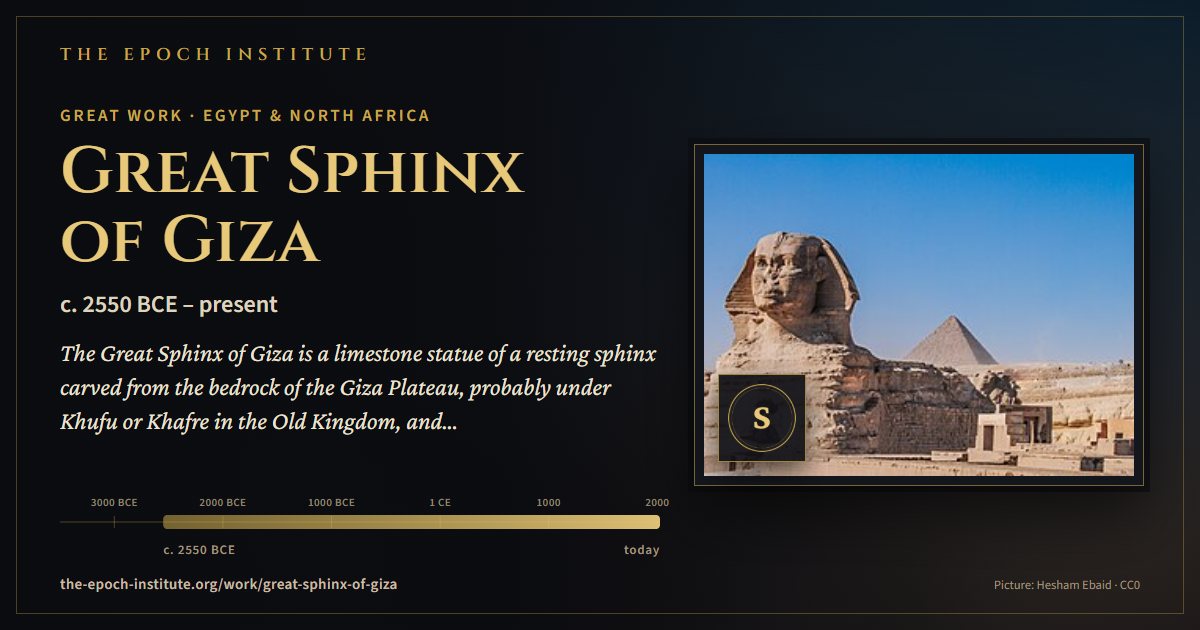 THE EPOCH INSTITUTE
GREAT WORK · EGYPT & NORTH AFRICA
GREAT SPHINX
OF GIZA
c. 2550 BCE – present
The Great Sphinx of Giza is a limestone statue of a resting sphinx
carved from the bedrock of the Giza Plateau, probably under
Khufu or Khafre in the Old Kingdom, and...
S
3000 BCE 2000 BCE 1000 BCE 1 CE 1000 2000
c. 2550 BCE today
the-epoch-institute.org/work/great-sphinx-of-giza
Picture: Hesham Ebaid · CC0